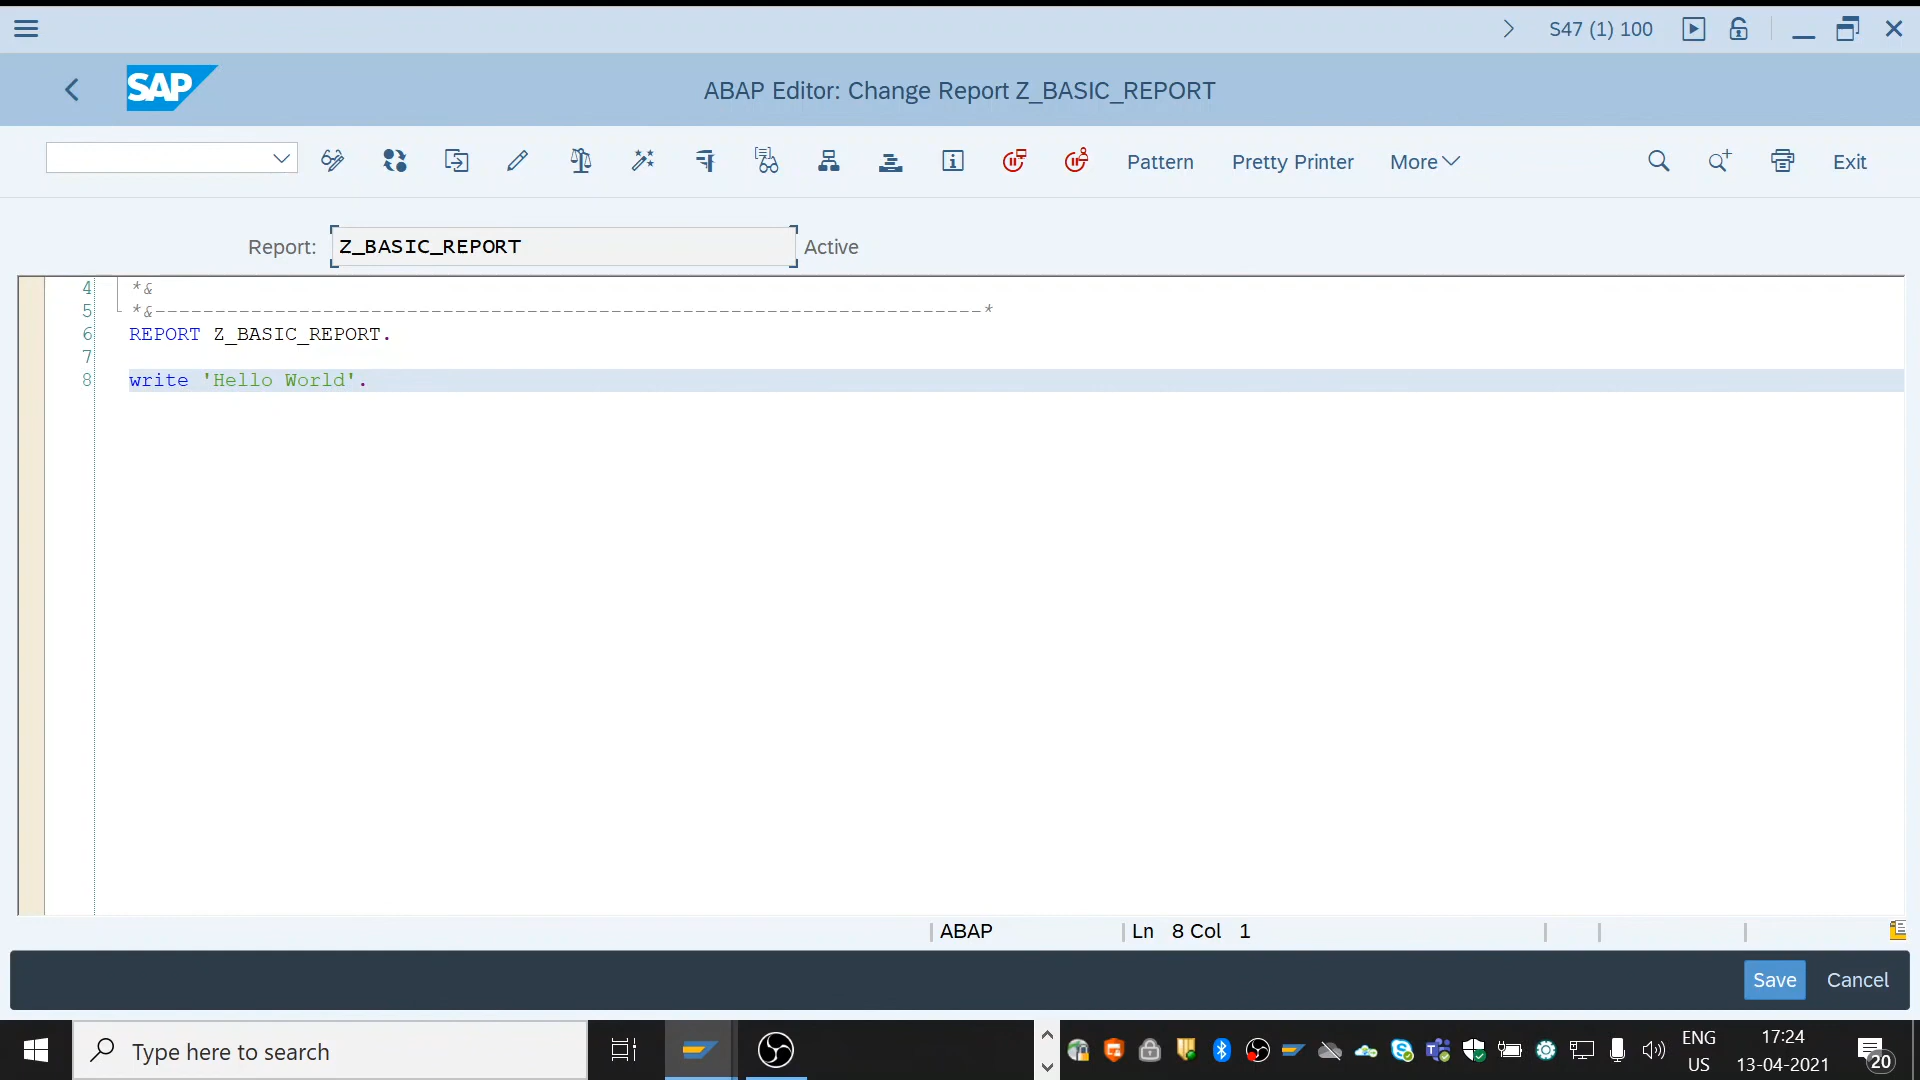 S47 (1) 100
SAP
ABAP Editor: Change Report Z_BASIC_REPORT
Pattern
Pretty Printer
More
Exit
Report:
Z_BASIC_REPORT
Active
4 *&
5 *&---------------------------------------------------------------------*
6 REPORT Z_BASIC_REPORT.
7
8 write 'Hello World'.
ABAP
Ln 8 Col 1
Save
Cancel
Type here to search
ENG
US
17:24
13-04-2021
20